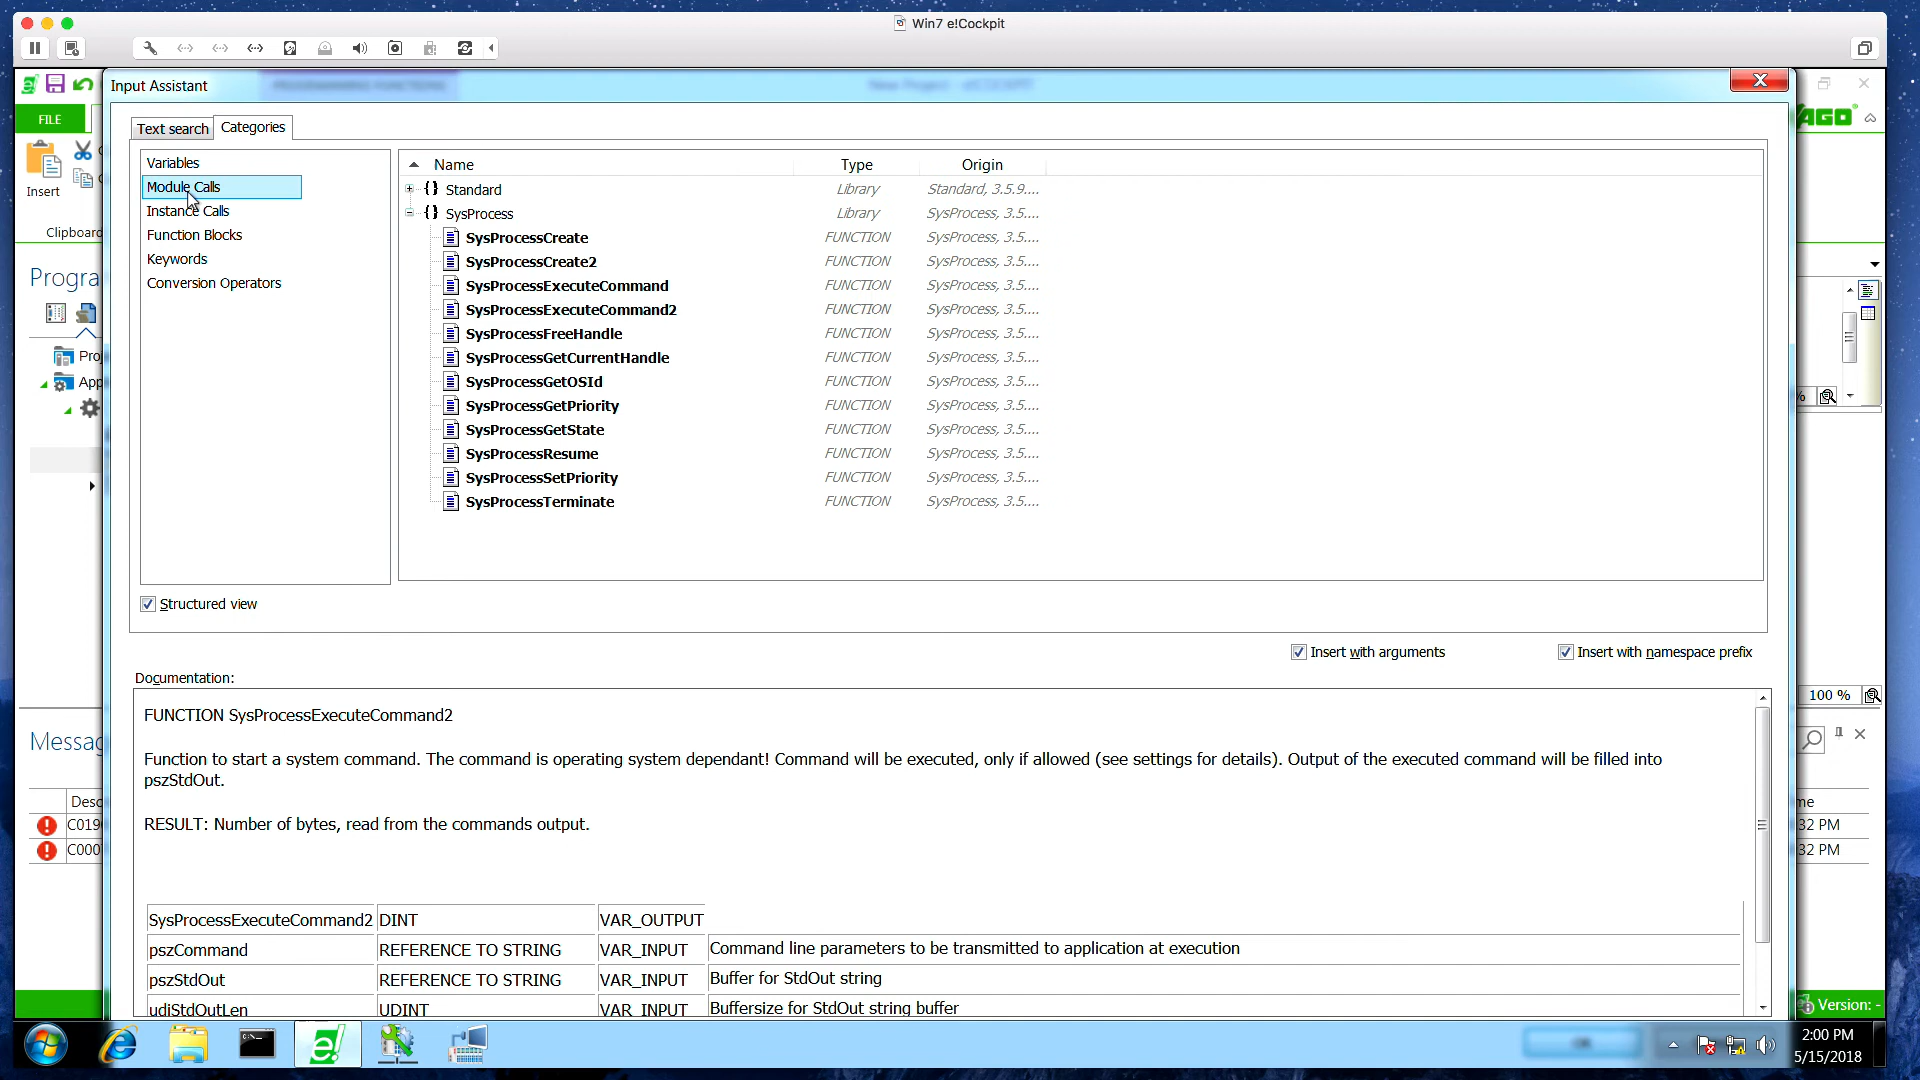 Win7 e!Cockpit
Input Assistant
PROGRAMMING FUNCTIONS
New Project - e!COCKPIT
FILE
Text search
Categories
WAGO
Insert
Clipboard
Variables
Module Calls
Instance Calls
Function Blocks
Keywords
Conversion Operators
Name Type Origin
Standard Library Standard, 3.5.9....
SysProcess Library SysProcess, 3.5....
SysProcessCreate FUNCTION SysProcess, 3.5....
SysProcessCreate2 FUNCTION SysProcess, 3.5....
SysProcessExecuteCommand FUNCTION SysProcess, 3.5....
SysProcessExecuteCommand2 FUNCTION SysProcess, 3.5....
SysProcessFreeHandle FUNCTION SysProcess, 3.5....
SysProcessGetCurrentHandle FUNCTION SysProcess, 3.5....
SysProcessGetOSId FUNCTION SysProcess, 3.5....
SysProcessGetPriority FUNCTION SysProcess, 3.5....
SysProcessGetState FUNCTION SysProcess, 3.5....
SysProcessResume FUNCTION SysProcess, 3.5....
SysProcessSetPriority FUNCTION SysProcess, 3.5....
SysProcessTerminate FUNCTION SysProcess, 3.5....
Progra
Pro
App
%
Structured view
Insert with arguments
Insert with namespace prefix
Documentation:
100 %
FUNCTION SysProcessExecuteCommand2
Function to start a system command. The command is operating system dependant! Command will be executed, only if allowed (see settings for details). Output of the executed command will be filled into
pszStdOut.
RESULT: Number of bytes, read from the commands output.
SysProcessExecuteCommand2 DINT VAR_OUTPUT
pszCommand REFERENCE TO STRING VAR_INPUT Command line parameters to be transmitted to application at execution
pszStdOut REFERENCE TO STRING VAR_INPUT Buffer for StdOut string
udiStdOutLen UDINT VAR_INPUT Buffersize for StdOut string buffer
Messag
Desc
C019
C000
me
32 PM
32 PM
Version: -
OK
2:00 PM
5/15/2018